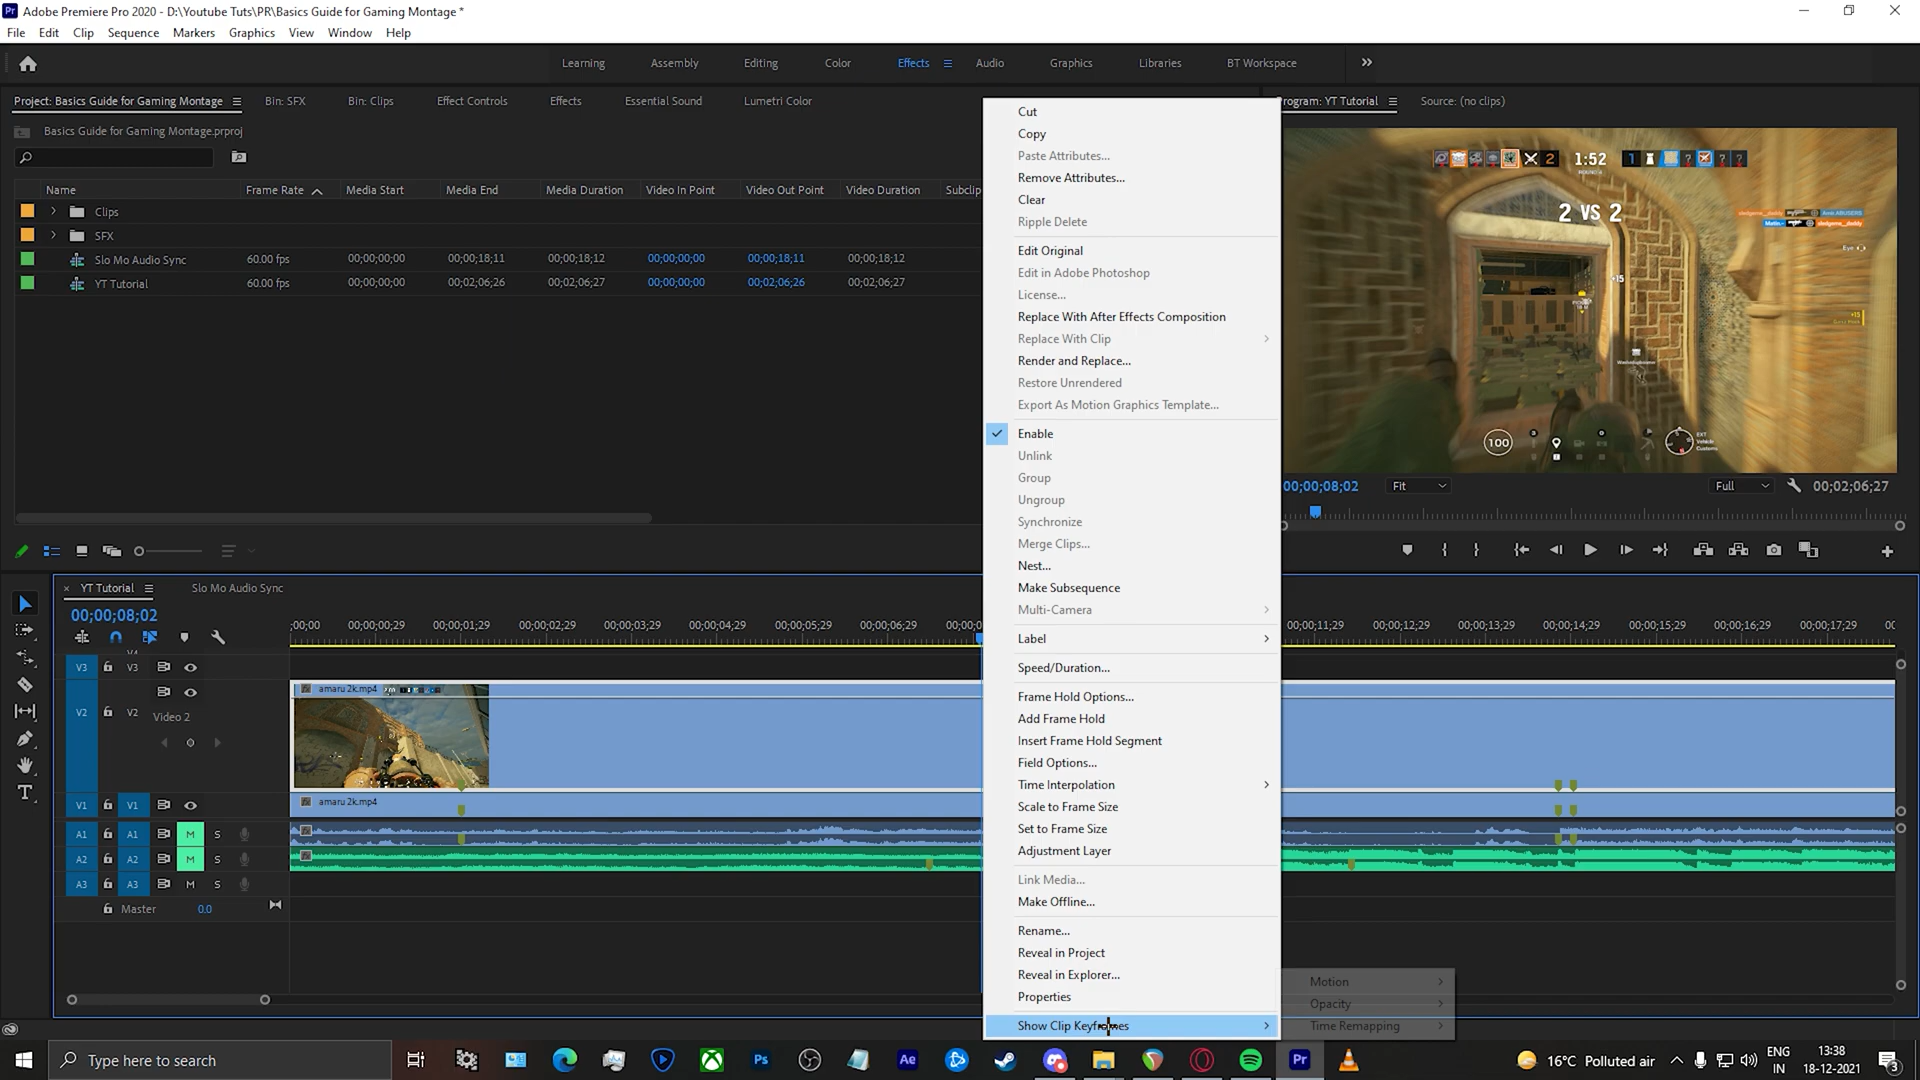 Adobe Premiere Pro 2020 - D:\Youtube Tuts\PR\Basics Guide for Gaming Montage *
File Edit Clip Sequence Markers Graphics View Window Help
Learning Assembly Editing Color Effects Audio Graphics Libraries BT Workspace
Project: Basics Guide for Gaming Montage Bin: SFX Bin: Clips Effect Controls Effects Essential Sound Lumetri Color
Program: YT Tutorial Source: (no clips)
Basics Guide for Gaming Montage.prproj
Name Frame Rate Media Start Media End Media Duration Video In Point Video Out Point Video Duration Subclip
Clips
SFX
Slo Mo Audio Sync 60.00 fps 00;00;00;00 00;00;18;11 00;00;18;12 00;00;00;00 00;00;18;11 00;00;18;12
YT Tutorial 60.00 fps 00;00;00;00 00;02;06;26 00;02;06;27 00;00;00;00 00;02;06;26 00;02;06;27
Cut
Copy
Paste Attributes...
Remove Attributes...
Clear
Ripple Delete
Edit Original
Edit in Adobe Photoshop
License...
Replace With After Effects Composition
Replace With Clip
Render and Replace...
Restore Unrendered
Export As Motion Graphics Template...
Enable
Unlink
Group
Ungroup
Synchronize
Merge Clips...
Nest...
Make Subsequence
Multi-Camera
Label
Speed/Duration...
Frame Hold Options...
Add Frame Hold
Insert Frame Hold Segment
Field Options...
Time Interpolation
Scale to Frame Size
Set to Frame Size
Adjustment Layer
Link Media...
Make Offline...
Rename...
Reveal in Project
Reveal in Explorer...
Properties
Show Clip Keyframes
Motion
Opacity
Time Remapping
2 1:52 1 ? ? ?
2 VS 2
+15
Eye
100
00;00;08;02 Fit Full 00;02;06;27
YT Tutorial Slo Mo Audio Sync
00;00;08;02
;00;00 00;00;00;29 00;00;01;29 00;00;02;29 00;00;03;29 00;00;04;29 00;00;05;29 00;00;06;29 00;00;0 00;00;11;29 00;00;12;29 00;00;13;29 00;00;14;29 00;00;15;29 00;00;16;29 00;00;17;29 00
V3 V3
V2 V2 Video 2
amaru 2k.mp4
V1 V1
amaru 2k.mp4
A1 A1 M S
A2 A2 M S
A3 A3 M S
Master 0.0
Type here to search
Ps Ae Pr
16°C Polluted air
ENG
IN
13:38
18-12-2021
3